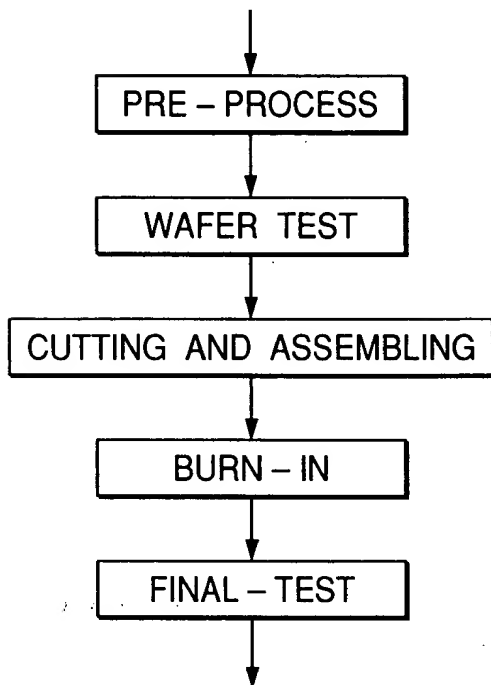 PRE – PROCESS
WAFER TEST
CUTTING AND ASSEMBLING
BURN – IN
FINAL – TEST